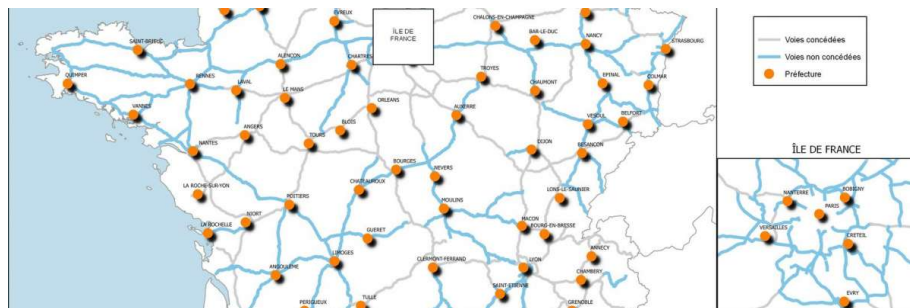 EVREUX
CHALONS-EN-CHAMPAGNE
ÎLE DE
FRANCE
BAR-LE-DUC
NANCY
STRASBOURG
SAINT-BRIEUC
ALENCON
CHARTRES
TROYES
QUIMPER
RENNES
LAVAL
LE MANS
CHAUMONT
EPINAL
COLMAR
ORLEANS
AUXERRE
VANNES
ANGERS
BLOIS
TOURS
VESOUL
BELFORT
NANTES
DIJON
BESANCON
BOURGES
NEVERS
LA ROCHE-SUR-YON
CHATEAUROUX
LONS-LE-SAUNIER
POITIERS
MOULINS
NIORT
MACON
BOURG-EN-BRESSE
LA ROCHELLE
GUERET
ANNECY
ANGOULEME
LIMOGES
CLERMONT-FERRAND
LYON
CHAMBERY
SAINT-ETIENNE
PERIGUEUX
TULLE
GRENOBLE
Voies concédées
Voies non concédées
Préfecture
ÎLE DE FRANCE
NANTERRE
BOBIGNY
PARIS
VERSAILLES
CRETEIL
EVRY